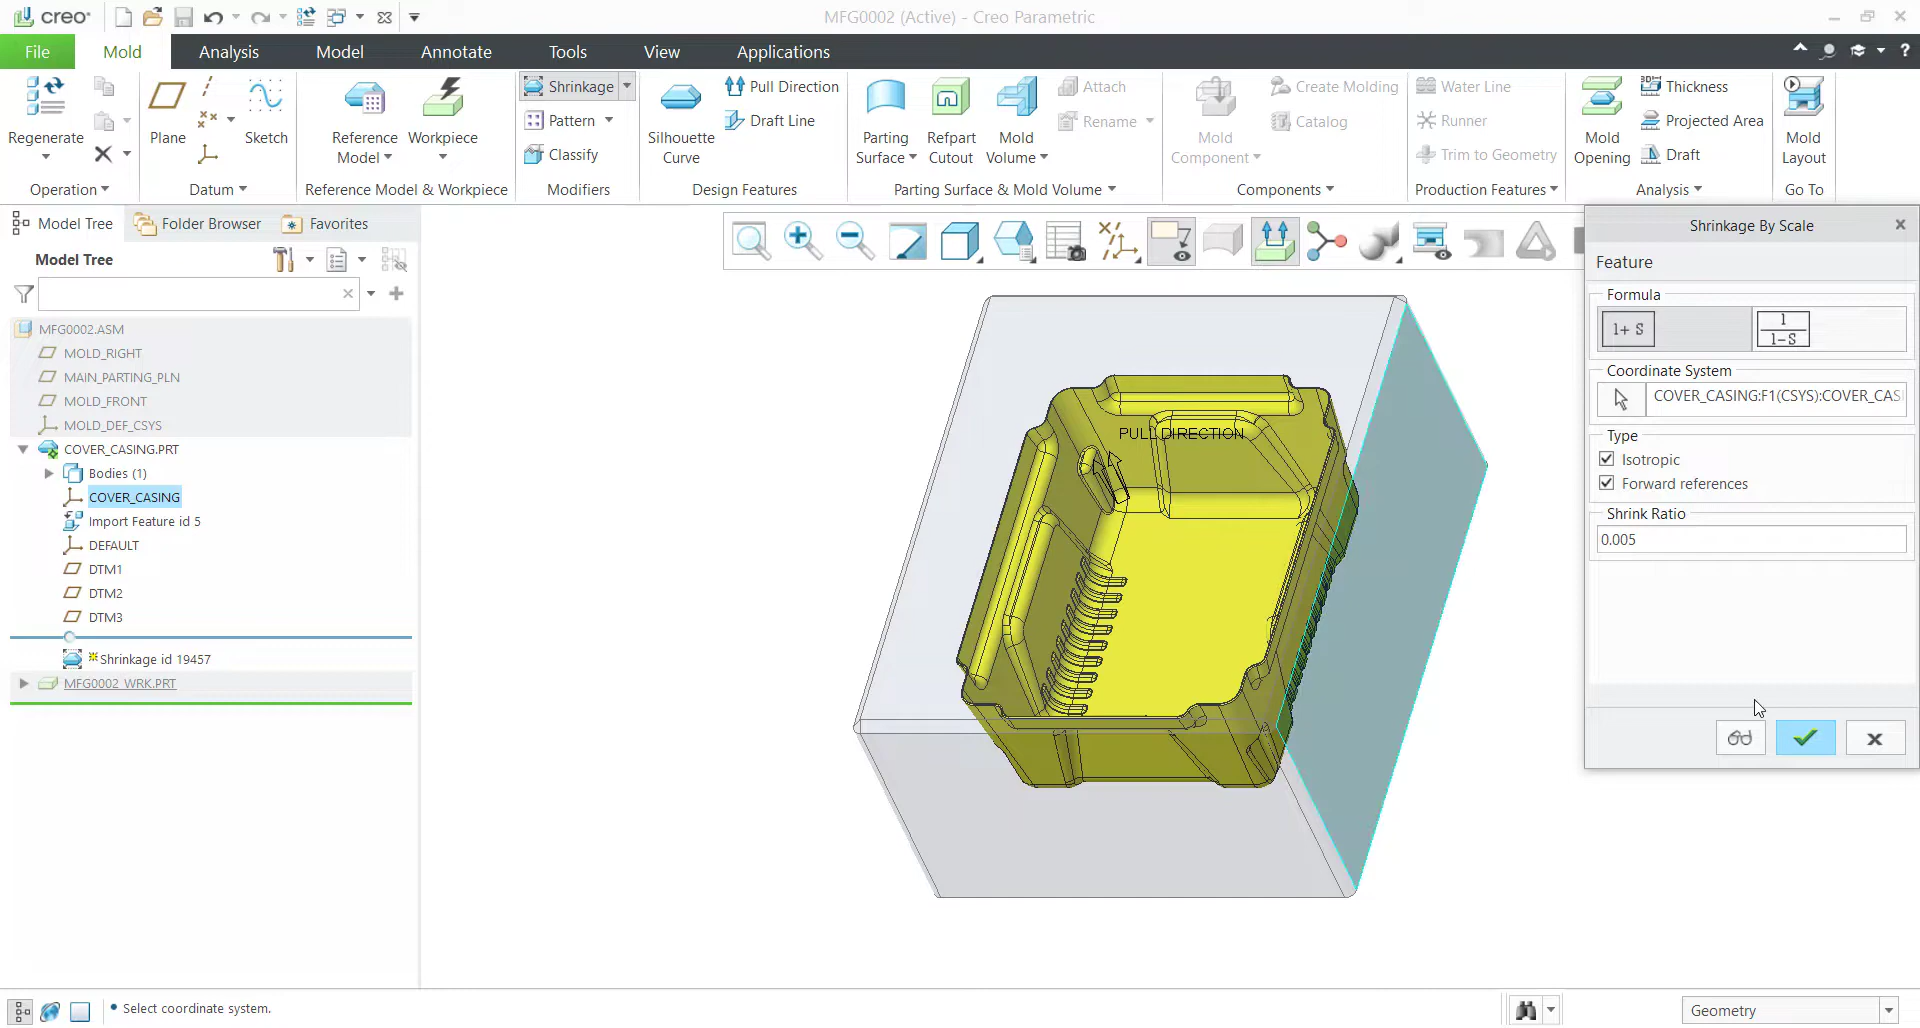 creo
MFG0002 (Active) - Creo Parametric
File Mold Analysis Model Annotate Tools View Applications
Regenerate
Plane
Sketch
Reference Model
Workpiece
Shrinkage
Pattern
Classify
Silhouette Curve
Pull Direction
Draft Line
Parting Surface
Refpart Cutout
Mold Volume
Attach
Rename
Mold Component
Create Molding
Catalog
Water Line
Runner
Trim to Geometry
Mold Opening
Thickness
Projected Area
Draft
Mold Layout
Operation Datum Reference Model & Workpiece Modifiers Design Features Parting Surface & Mold Volume Components Production Features Analysis Go To
Model Tree Folder Browser Favorites
Model Tree
MFG0002.ASM
MOLD_RIGHT
MAIN_PARTING_PLN
MOLD_FRONT
MOLD_DEF_CSYS
COVER_CASING.PRT
Bodies (1)
COVER_CASING
Import Feature id 5
DEFAULT
DTM1
DTM2
DTM3
Shrinkage id 19457
MFG0002_WRK.PRT
PULL DIRECTION
Shrinkage By Scale
Feature
Formula
1+ S
1
1-S
Coordinate System
COVER_CASING:F1(CSYS):COVER_CAS
Type
Isotropic
Forward references
Shrink Ratio
0.005
• Select coordinate system.
Geometry